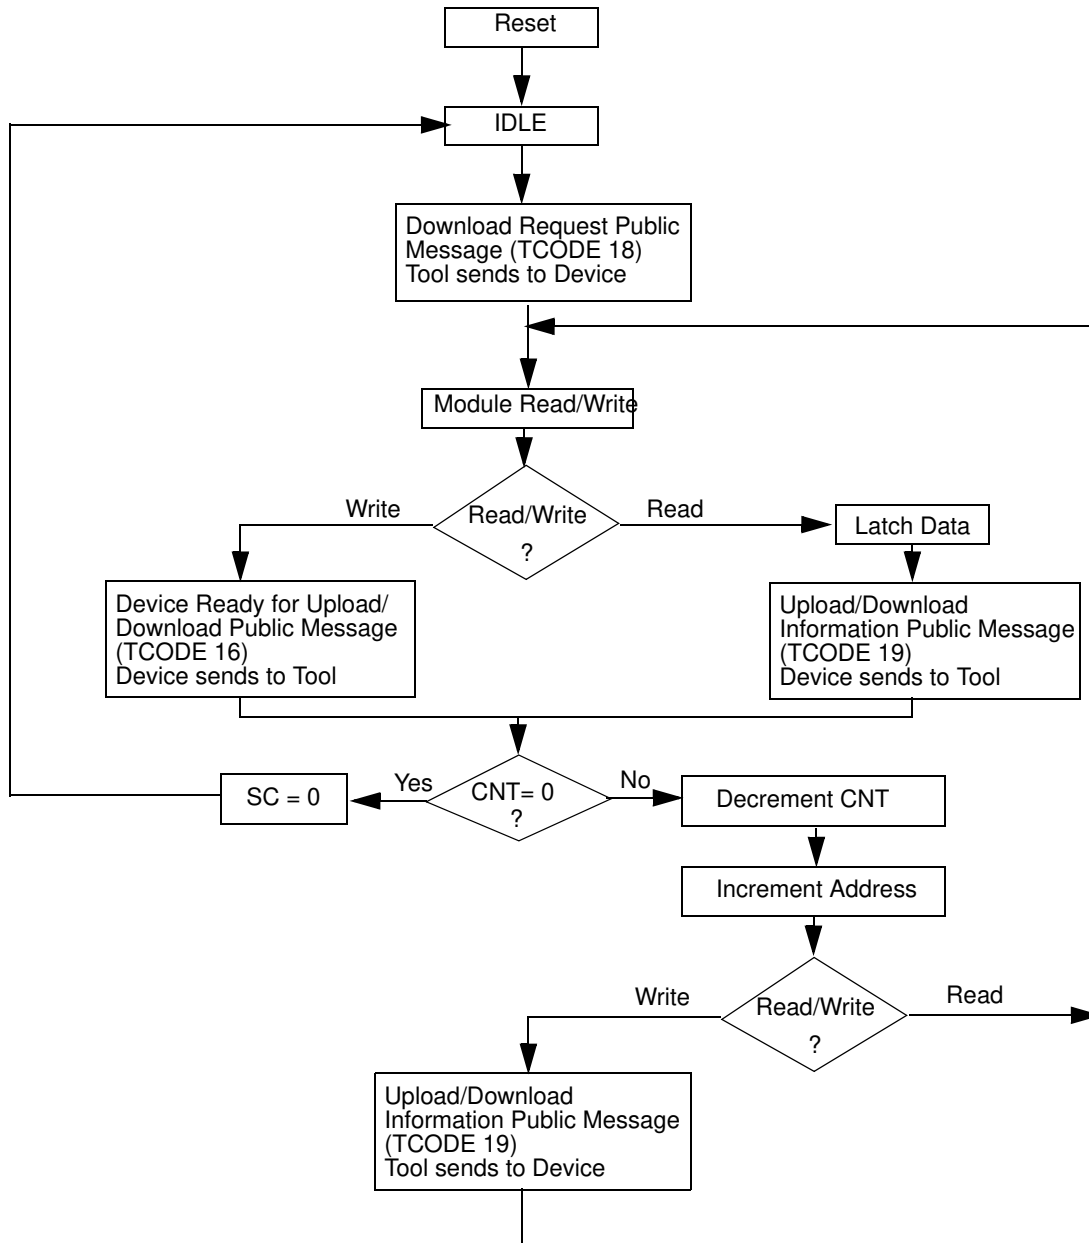 Reset
IDLE
Download Request Public
Message (TCODE 18)
Tool sends to Device
Module Read/Write
Write
Read/Write
?
Read
Latch Data
Device Ready for Upload/
Download Public Message
(TCODE 16)
Device sends to Tool
Upload/Download
Information Public Message
(TCODE 19)
Device sends to Tool
SC = 0
Yes
CNT= 0
?
No
Decrement CNT
Increment Address
Write
Read/Write
?
Read
Upload/Download
Information Public Message
(TCODE 19)
Tool sends to Device